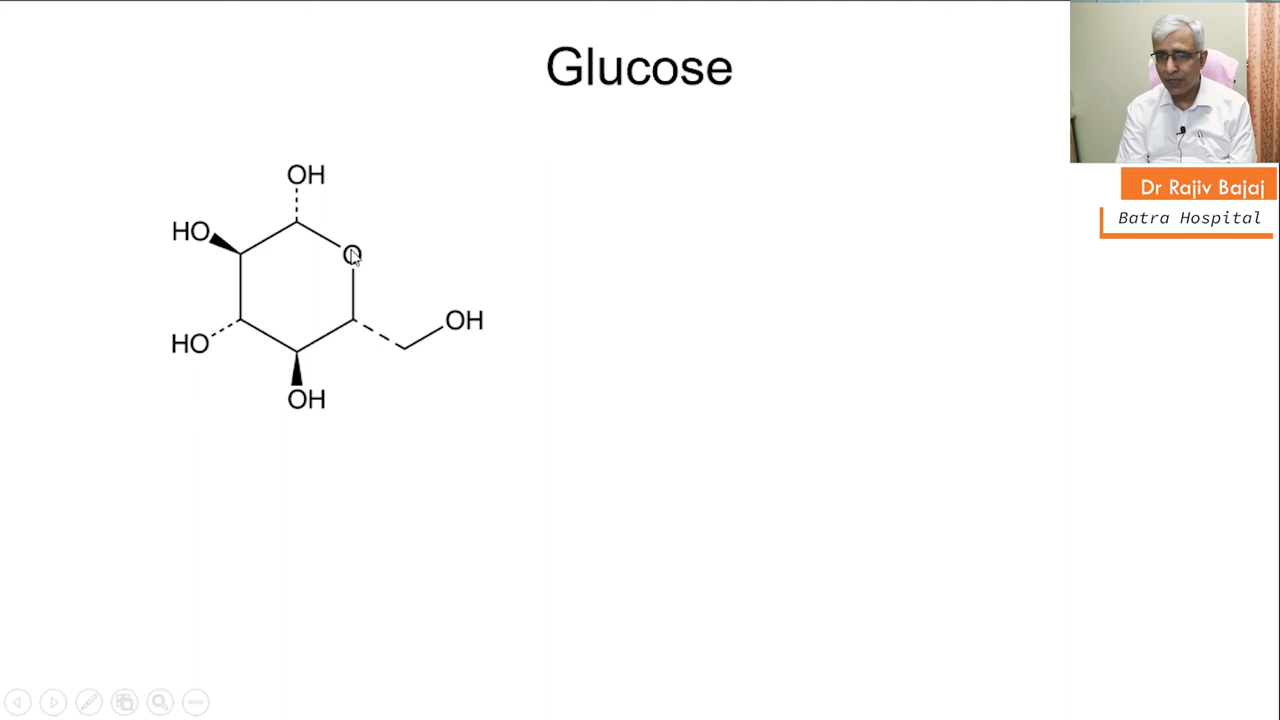 Glucose
Dr Rajiv Bajaj
Batra Hospital
OH
HO
O
OH
HO
OH